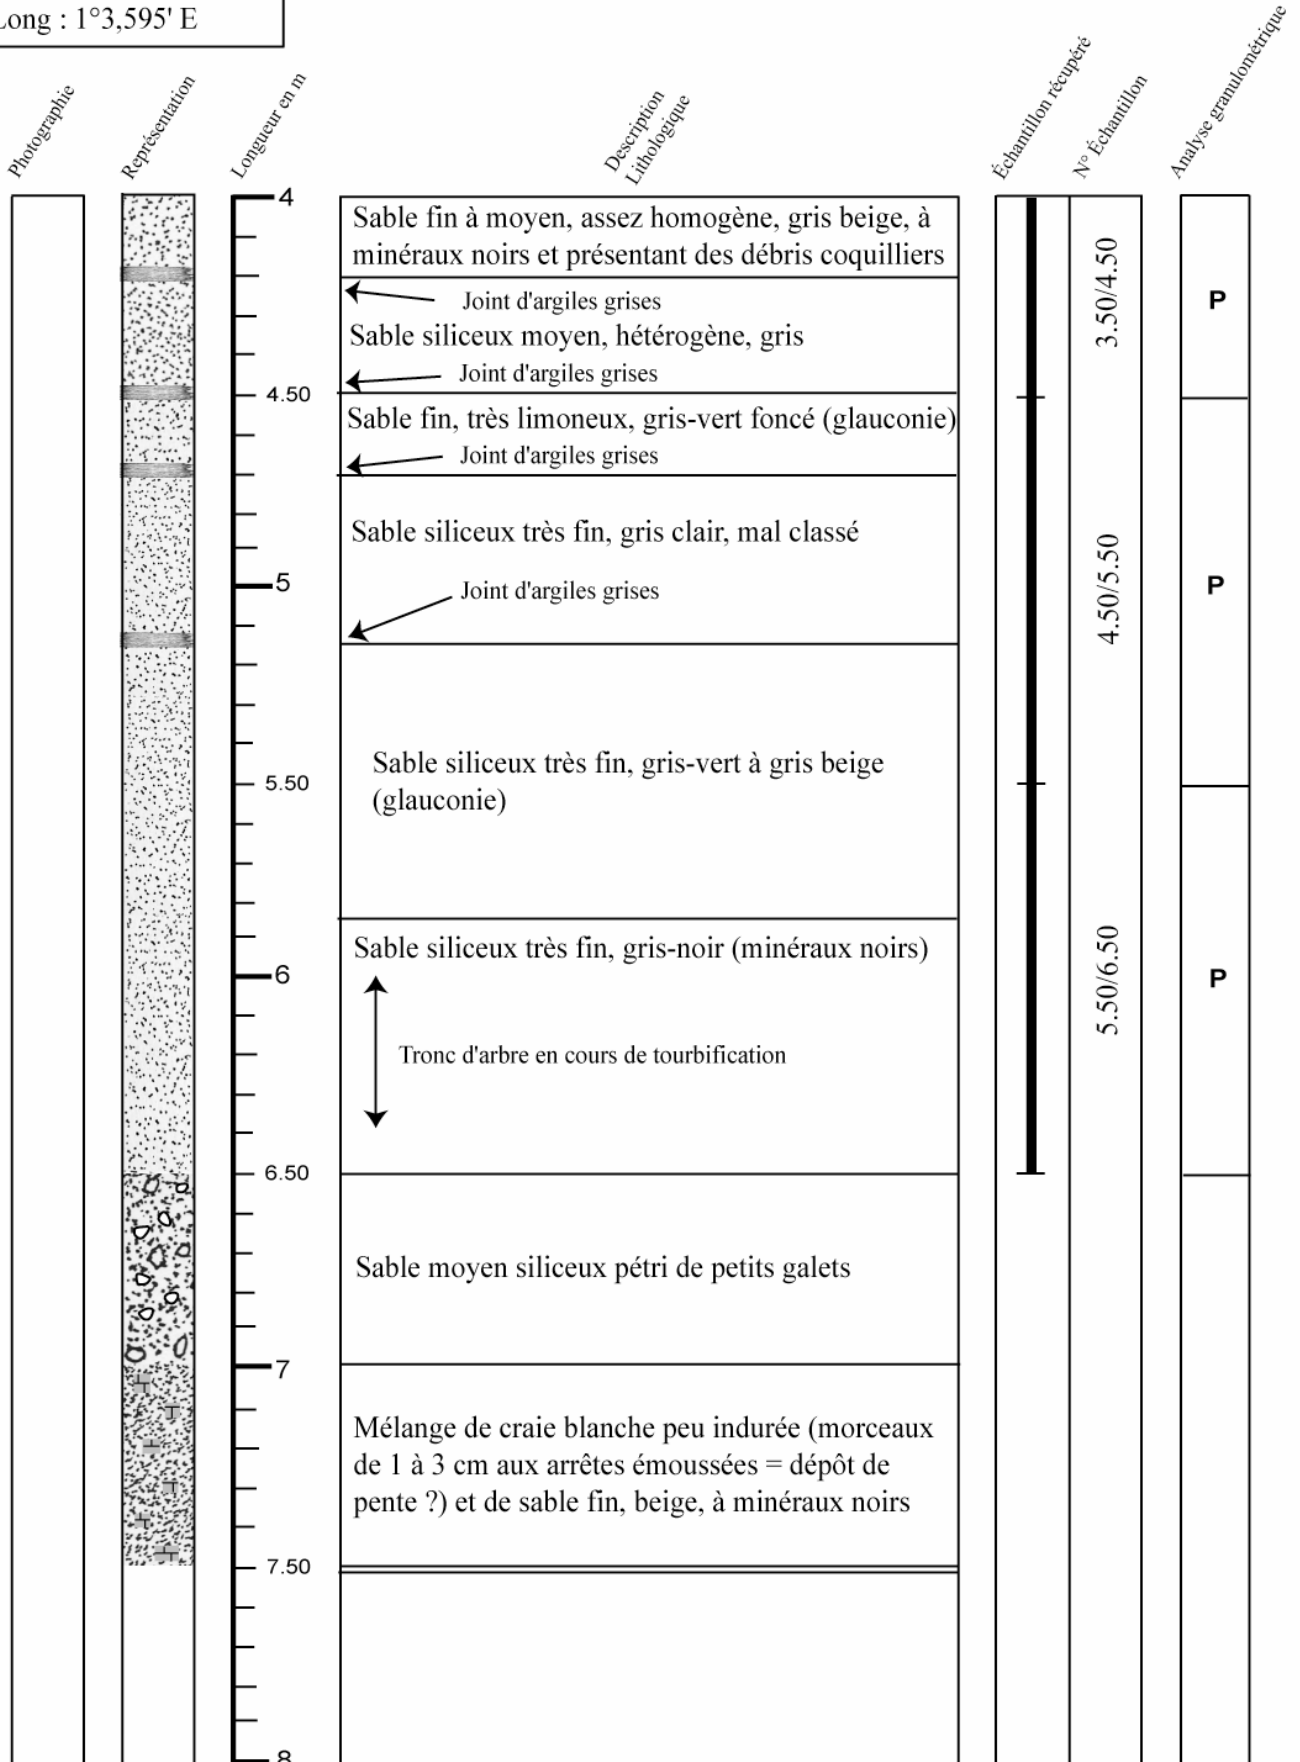 Long : 1°3,595' E
Photographie
Représentation
Longueur en m
Description
Lithologique
Échantillon récupéré
N° Échantillon
Analyse granulométrique
4
Sable fin à moyen, assez homogène, gris beige, à
minéraux noirs et présentant des débris coquilliers
Joint d'argiles grises
3.50/4.50
P
Sable siliceux moyen, hétérogène, gris
Joint d'argiles grises
4.50
Sable fin, très limoneux, gris-vert foncé (glauconie)
Joint d'argiles grises
Sable siliceux très fin, gris clair, mal classé
5
Joint d'argiles grises
4.50/5.50
P
Sable siliceux très fin, gris-vert à gris beige
(glauconie)
5.50
Sable siliceux très fin, gris-noir (minéraux noirs)
6
5.50/6.50
P
Tronc d'arbre en cours de tourbification
6.50
Sable moyen siliceux pétri de petits galets
7
Mélange de craie blanche peu indurée (morceaux
de 1 à 3 cm aux arrêtes émoussées = dépôt de
pente ?) et de sable fin, beige, à minéraux noirs
7.50
8